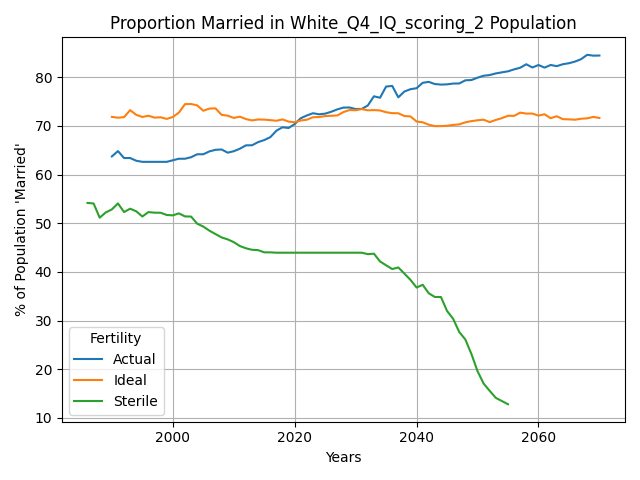 Proportion Married in White_Q4_IQ_scoring_2 Population
% of Population 'Married'
80
70
60
50
40
30
20
10
Fertility
Actual
Ideal
Sterile
2000
2020
2040
2060
Years